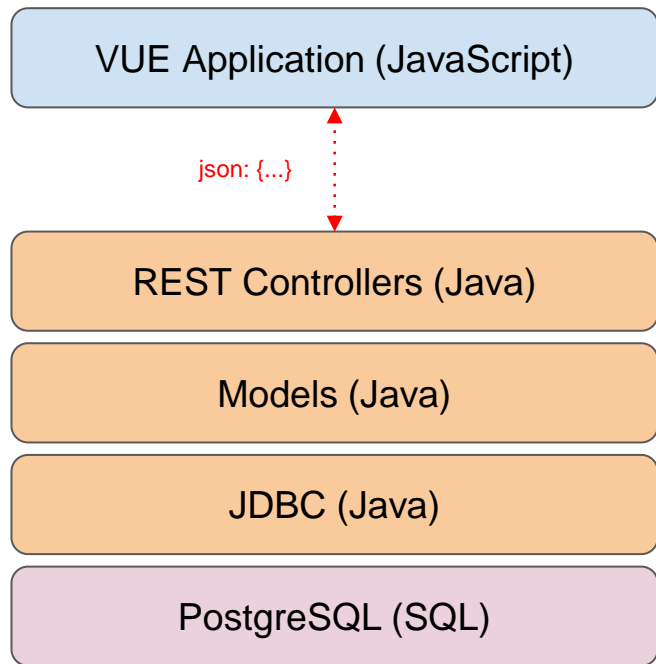 VUE Application (JavaScript)
json: {...}
REST Controllers (Java)
Models (Java)
JDBC (Java)
PostgreSQL (SQL)